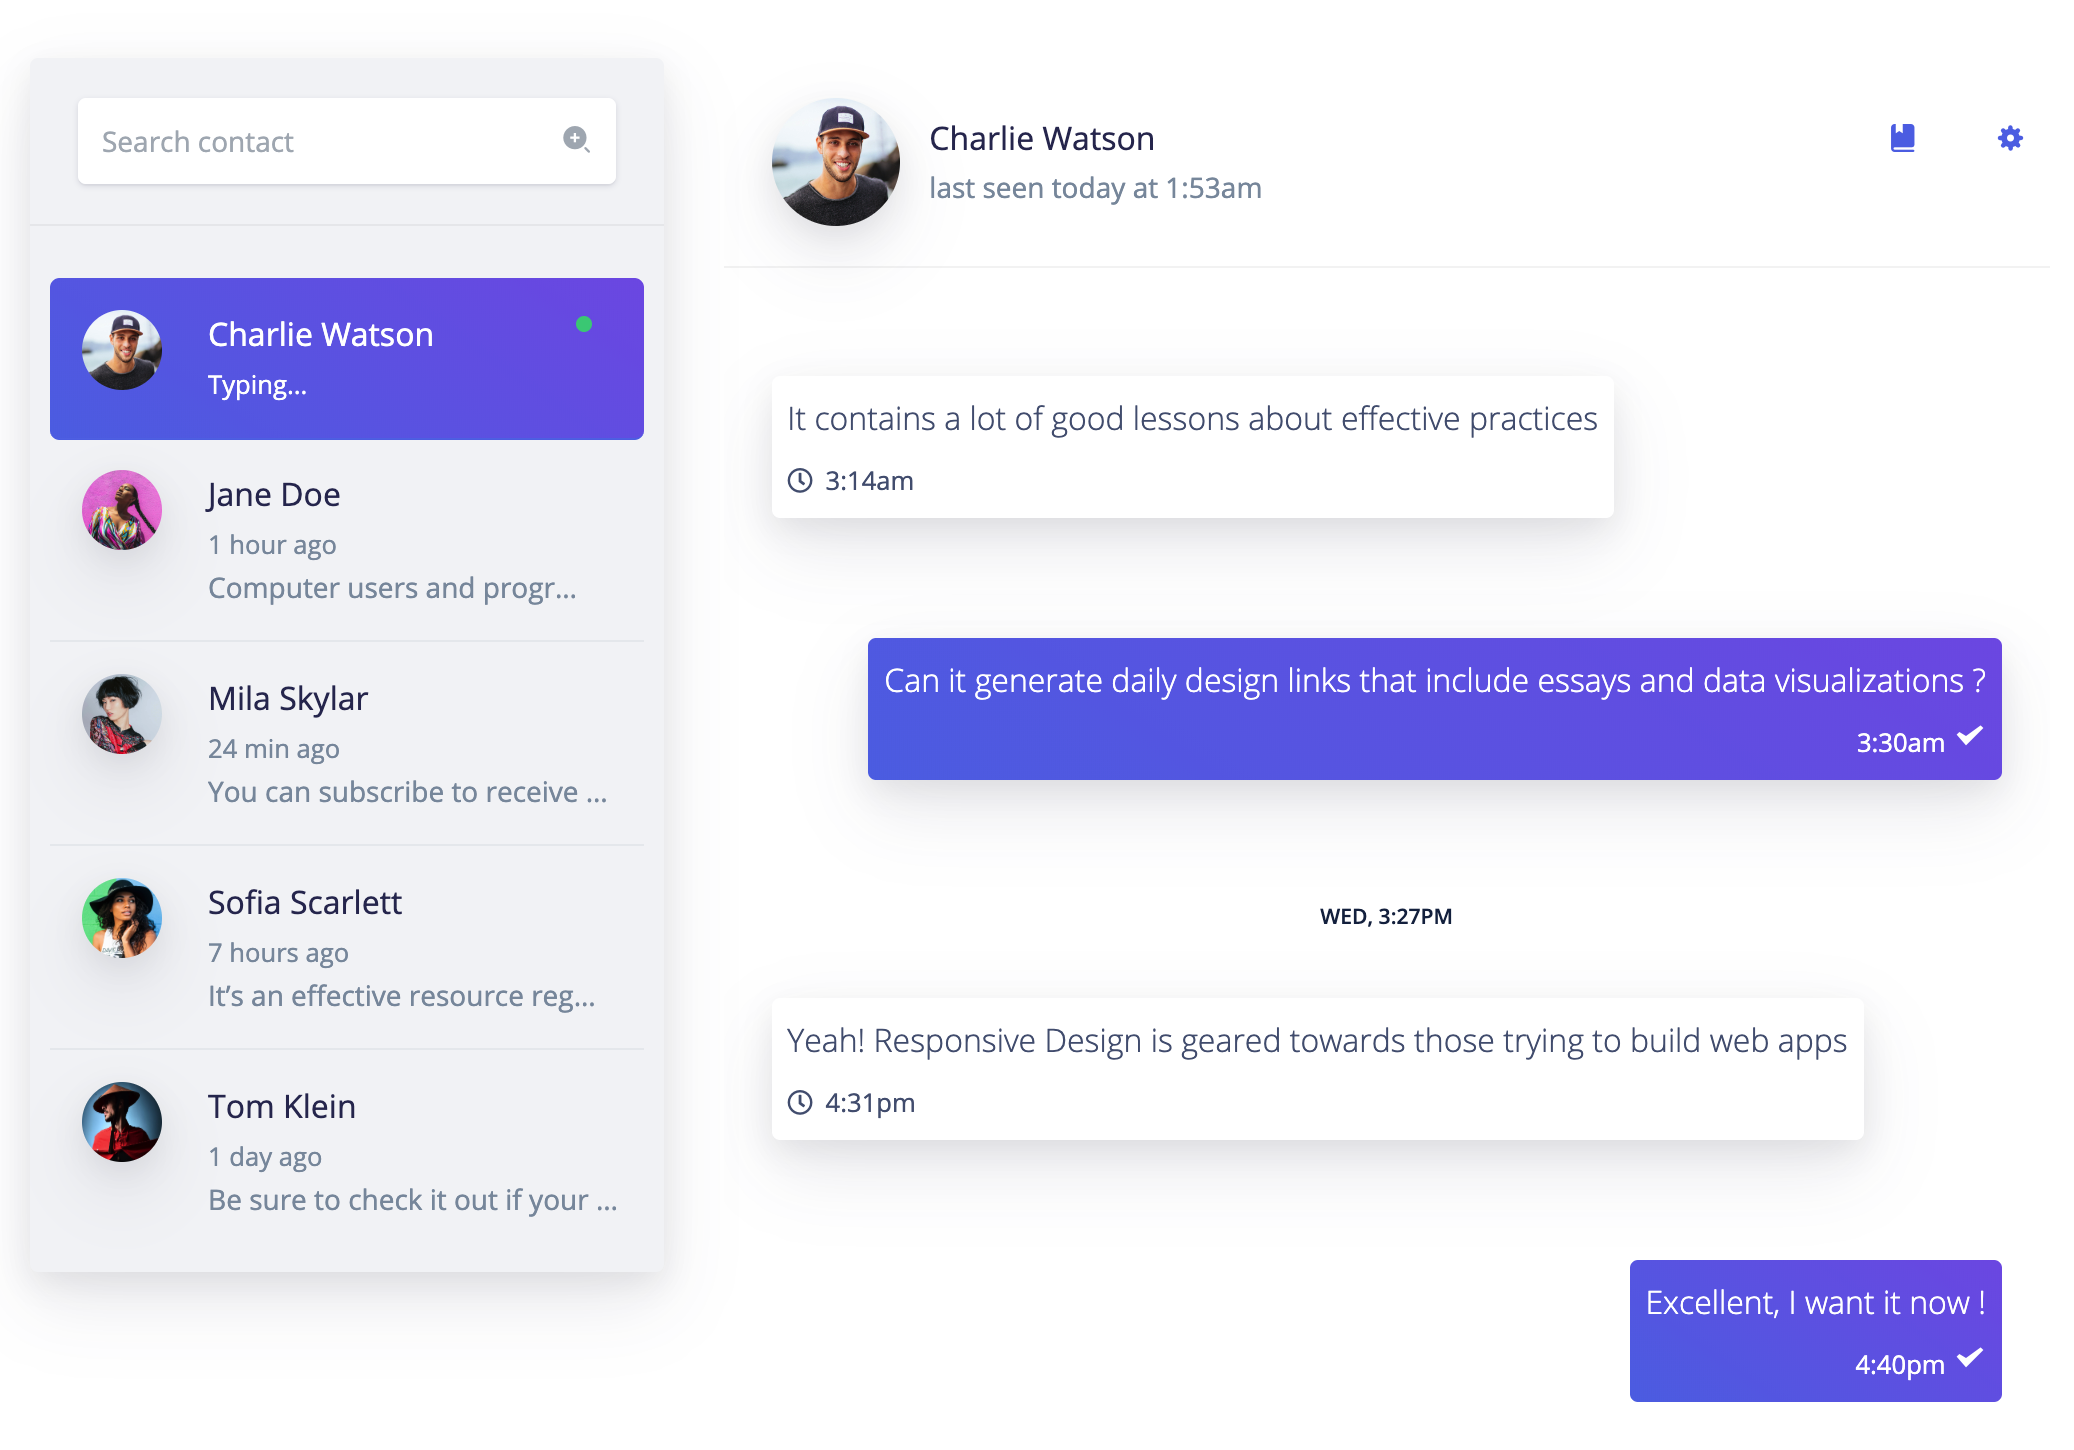 Search contact
Charlie Watson
Typing...
Jane Doe
1 hour ago
Computer users and progr...
Mila Skylar
24 min ago
You can subscribe to receive ...
Sofia Scarlett
7 hours ago
It’s an effective resource reg...
Tom Klein
1 day ago
Be sure to check it out if your ...
Charlie Watson
last seen today at 1:53am
It contains a lot of good lessons about effective practices
3:14am
Can it generate daily design links that include essays and data visualizations ?
3:30am
WED, 3:27PM
Yeah! Responsive Design is geared towards those trying to build web apps
4:31pm
Excellent, I want it now !
4:40pm